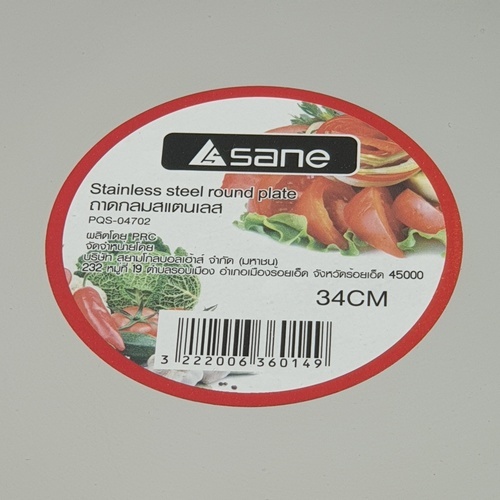 sane
Stainless steel round plate
ถาดกลมสแตนเลส
PQS-04702
ผลิตโดย PRC
จัดจำหน่ายโดย
บริษัท สยามโกลบอลเฮ้าส์ จำกัด (มหาชน)
232 หมู่ที่ 19 ตำบลรอบเมือง อำเภอเมืองร้อยเอ็ด จังหวัดร้อยเอ็ด 45000
34CM
3 222006 360149